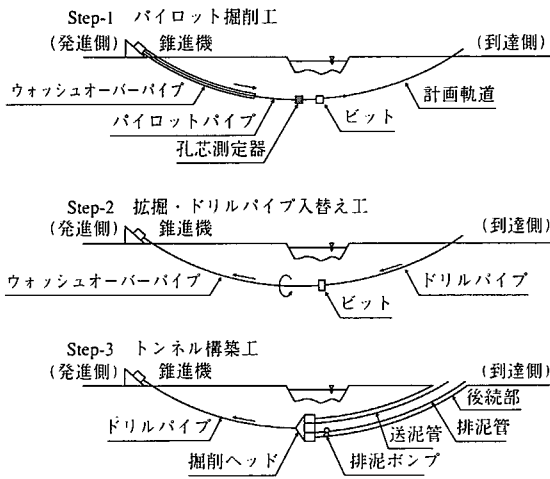 Step-1 パイロット掘削工
(発進側) 錐進機 (到達側)
ウォッシュオーバーパイプ
計画軌道
パイロットパイプ ビット
孔芯測定器
Step-2 拡掘・ドリルパイプ入替え工
(発進側) 錐進機 (到達側)
ウォッシュオーバーパイプ ドリルパイプ
ビット
Step-3 トンネル構築工
(発進側) 錐進機 (到達側)
後続部
ドリルパイプ 送泥管 排泥管
掘削ヘッド 排泥ポンプ